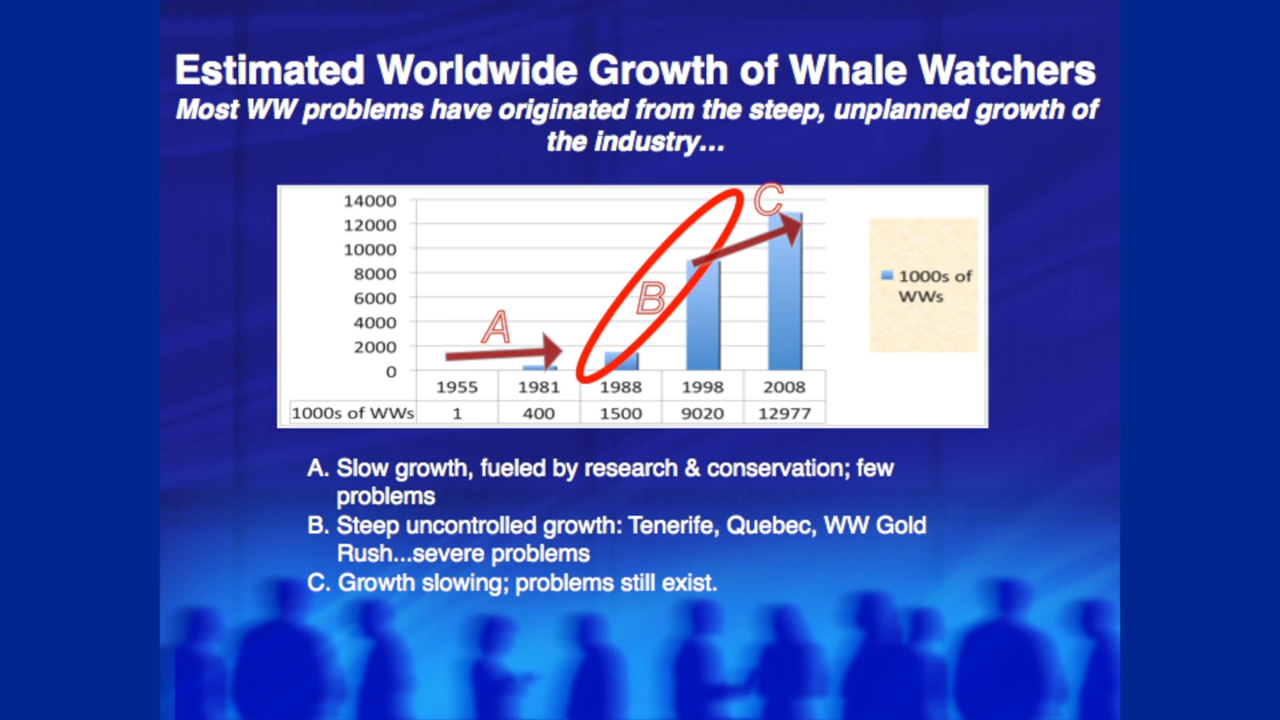 Estimated Worldwide Growth of Whale Watchers
Most WW problems have originated from the steep, unplanned growth of
the industry...
14000
12000
10000
8000
6000
4000
2000
0
A
B
C
1000s of
WWs
1955 1981 1988 1998 2008
1000s of WWs 1 400 1500 9020 12977
A. Slow growth, fueled by research & conservation; few
problems
B. Steep uncontrolled growth: Tenerife, Quebec, WW Gold
Rush...severe problems
C. Growth slowing; problems still exist.